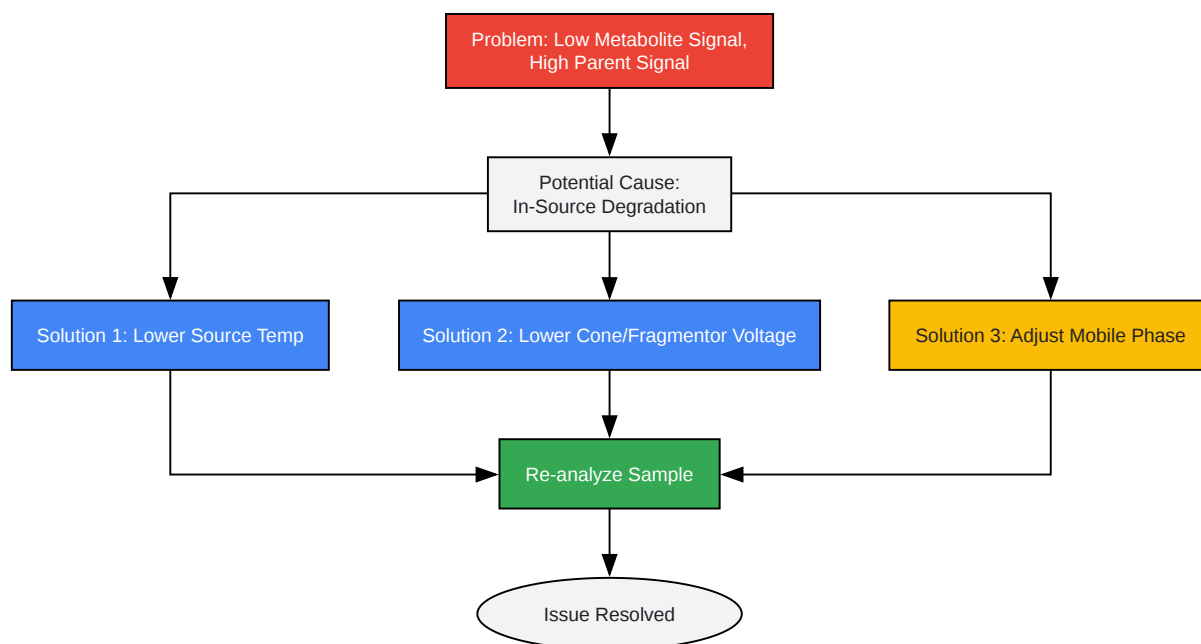 Problem: Low Metabolite Signal,
High Parent Signal
Potential Cause:
In-Source Degradation
Solution 1: Lower Source Temp
Solution 2: Lower Cone/Fragmentor Voltage
Solution 3: Adjust Mobile Phase
Re-analyze Sample
Issue Resolved